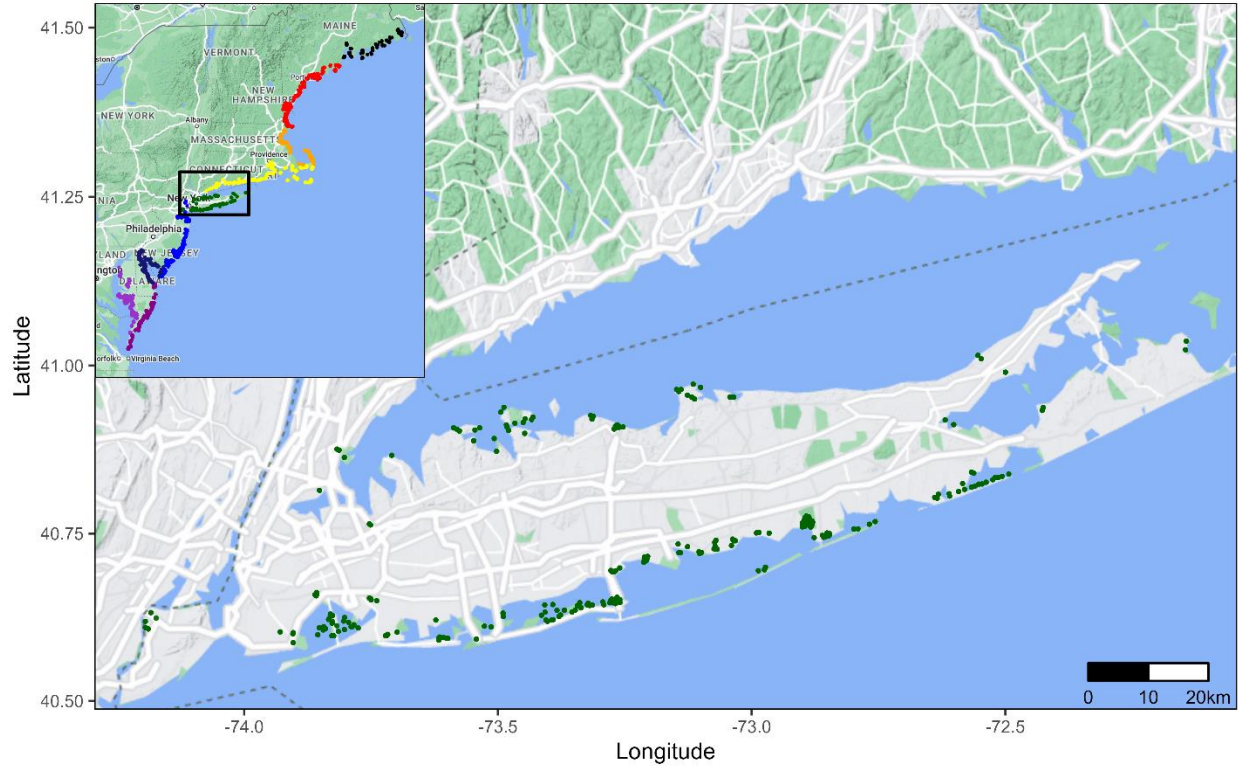 41.50
41.25
41.00
40.75
40.50
Latitude
MAINE
VERMONT
NEW
HAMPSHIRE
NEW YORK
Albany
MASSACHUSETTS
Providence
CONNECTICUT
RI
New York
Philadelphia
NEW JERSEY
DELAWARE
Virginia Beach
0
10
20km
-74.0
-73.5
-73.0
-72.5
Longitude